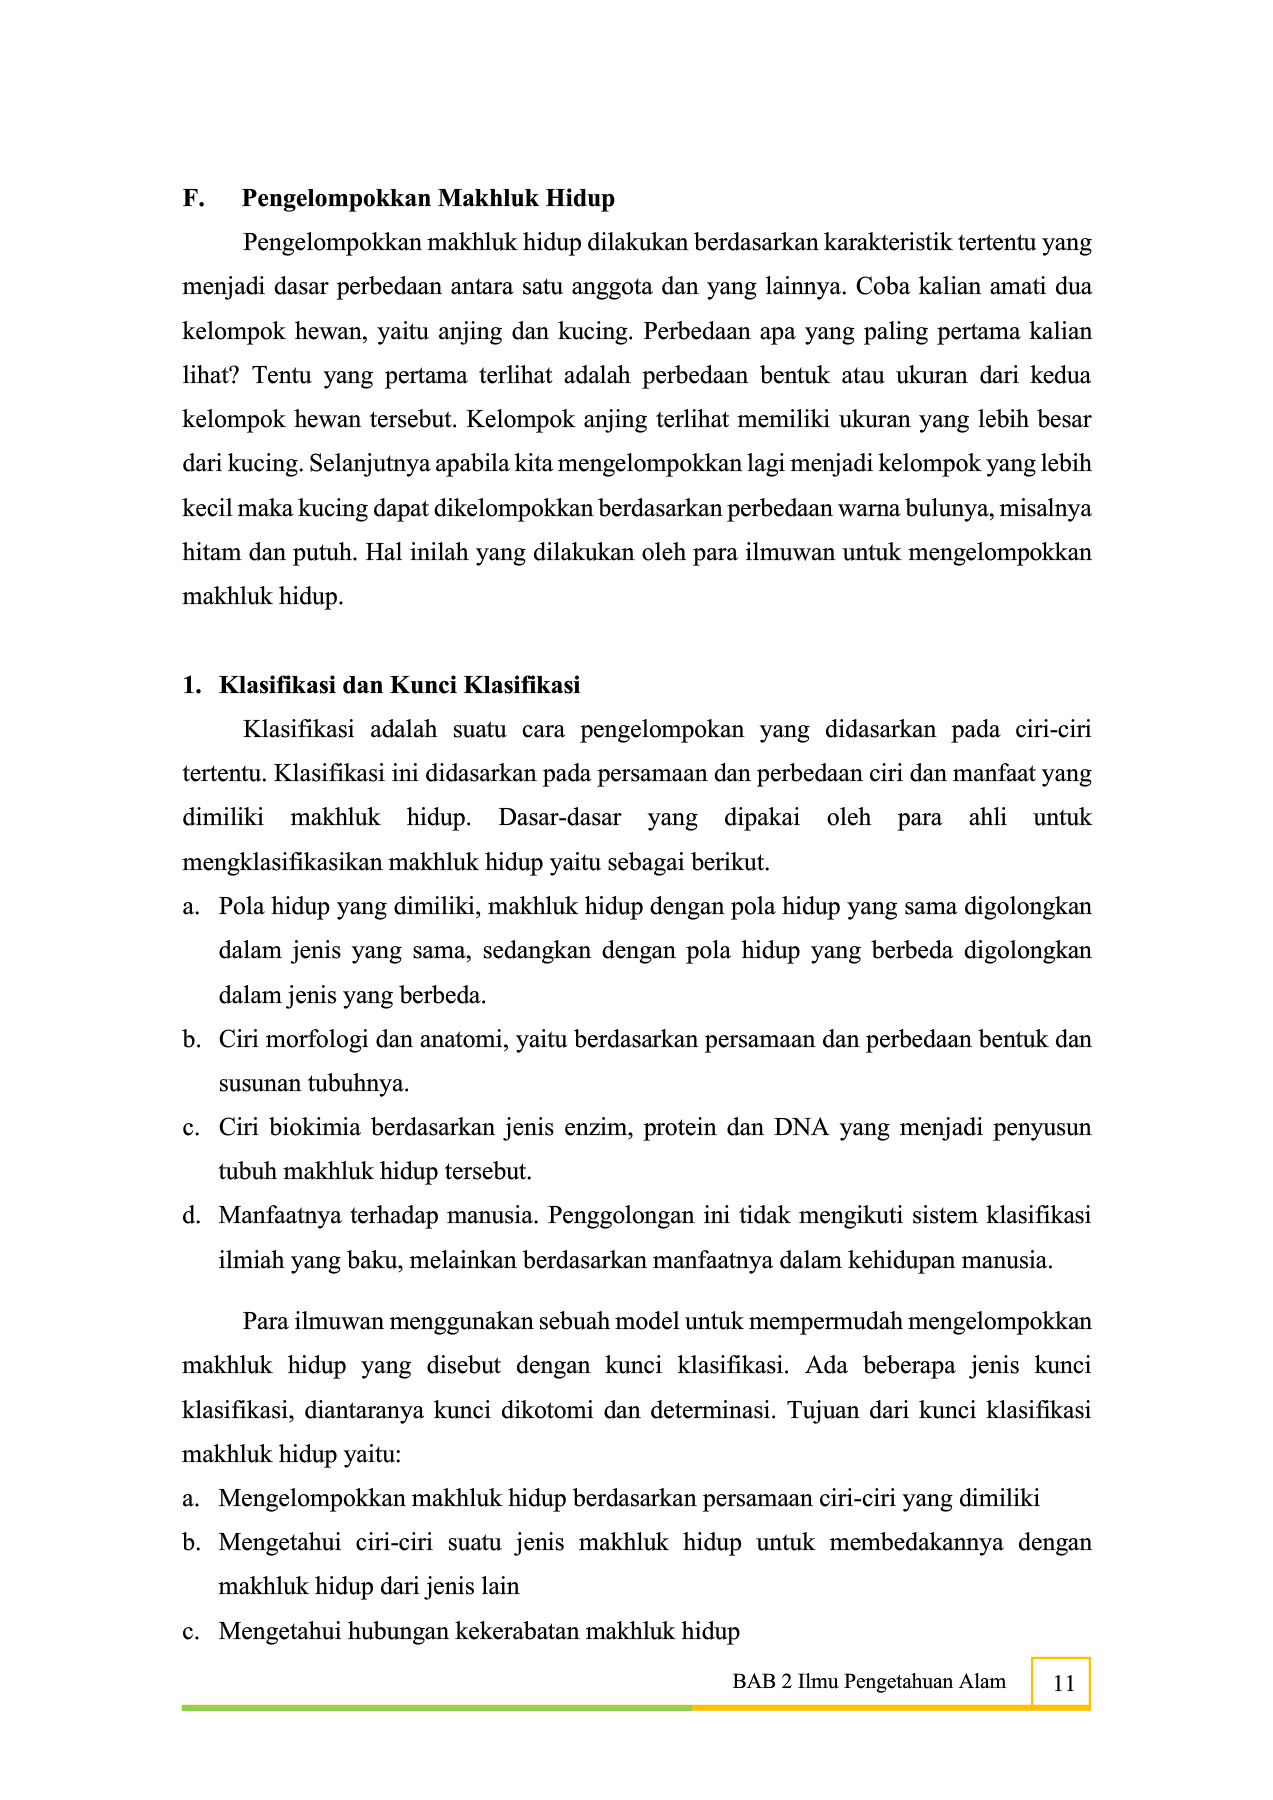 F. Pengelompokkan Makhluk Hidup
Pengelompokkan makhluk hidup dilakukan berdasarkan karakteristik tertentu yang
menjadi dasar perbedaan antara satu anggota dan yang lainnya. Coba kalian amati dua
kelompok hewan, yaitu anjing dan kucing. Perbedaan apa yang paling pertama kalian
lihat? Tentu yang pertama terlihat adalah perbedaan bentuk atau ukuran dari kedua
kelompok hewan tersebut. Kelompok anjing terlihat memiliki ukuran yang lebih besar
dari kucing. Selanjutnya apabila kita mengelompokkan lagi menjadi kelompok yang lebih
kecil maka kucing dapat dikelompokkan berdasarkan perbedaan warna bulunya, misalnya
hitam dan putuh. Hal inilah yang dilakukan oleh para ilmuwan untuk mengelompokkan
makhluk hidup.
1. Klasifikasi dan Kunci Klasifikasi
Klasifikasi adalah suatu cara pengelompokan yang didasarkan pada ciri-ciri
tertentu. Klasifikasi ini didasarkan pada persamaan dan perbedaan ciri dan manfaat yang
dimiliki makhluk hidup. Dasar-dasar yang dipakai oleh para ahli untuk
mengklasifikasikan makhluk hidup yaitu sebagai berikut.
a. Pola hidup yang dimiliki, makhluk hidup dengan pola hidup yang sama digolongkan
dalam jenis yang sama, sedangkan dengan pola hidup yang berbeda digolongkan
dalam jenis yang berbeda.
b. Ciri morfologi dan anatomi, yaitu berdasarkan persamaan dan perbedaan bentuk dan
susunan tubuhnya.
c. Ciri biokimia berdasarkan jenis enzim, protein dan DNA yang menjadi penyusun
tubuh makhluk hidup tersebut.
d. Manfaatnya terhadap manusia. Penggolongan ini tidak mengikuti sistem klasifikasi
ilmiah yang baku, melainkan berdasarkan manfaatnya dalam kehidupan manusia.
Para ilmuwan menggunakan sebuah model untuk mempermudah mengelompokkan
makhluk hidup yang disebut dengan kunci klasifikasi. Ada beberapa jenis kunci
klasifikasi, diantaranya kunci dikotomi dan determinasi. Tujuan dari kunci klasifikasi
makhluk hidup yaitu:
a. Mengelompokkan makhluk hidup berdasarkan persamaan ciri-ciri yang dimiliki
b. Mengetahui ciri-ciri suatu jenis makhluk hidup untuk membedakannya dengan
makhluk hidup dari jenis lain
c. Mengetahui hubungan kekerabatan makhluk hidup
BAB 2 Ilmu Pengetahuan Alam 11